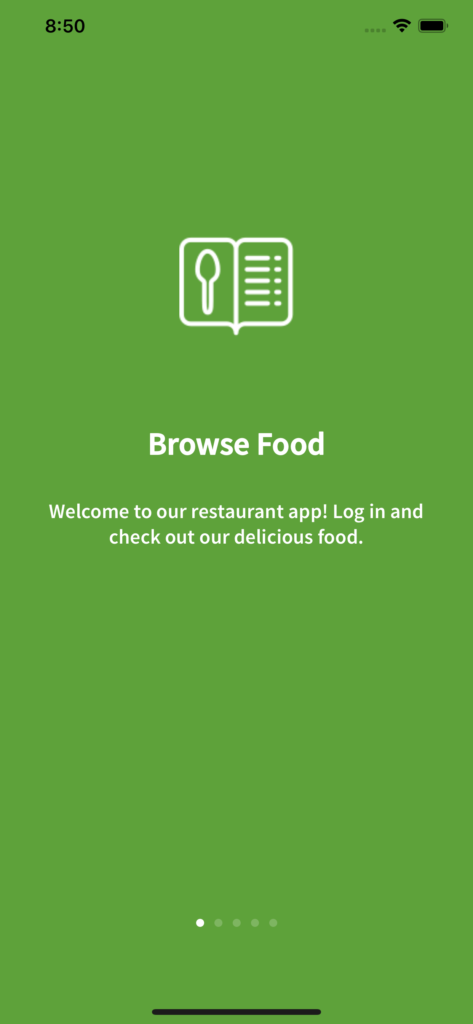 8:50
Browse Food
Welcome to our restaurant app! Log in and
check out our delicious food.